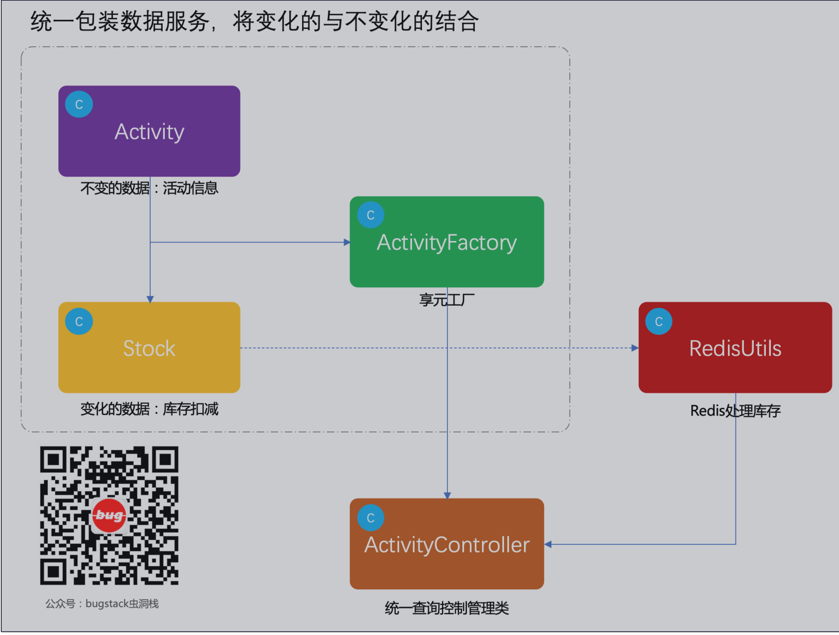 统一包装数据服务，将变化的与不变化的结合
C
Activity
不变的数据：活动信息
C
ActivityFactory
享元工厂
C
Stock
变化的数据：库存扣减
C
RedisUtils
Redis处理库存
bug
公众号：bugstack虫洞栈
C
ActivityController
统一查询控制管理类